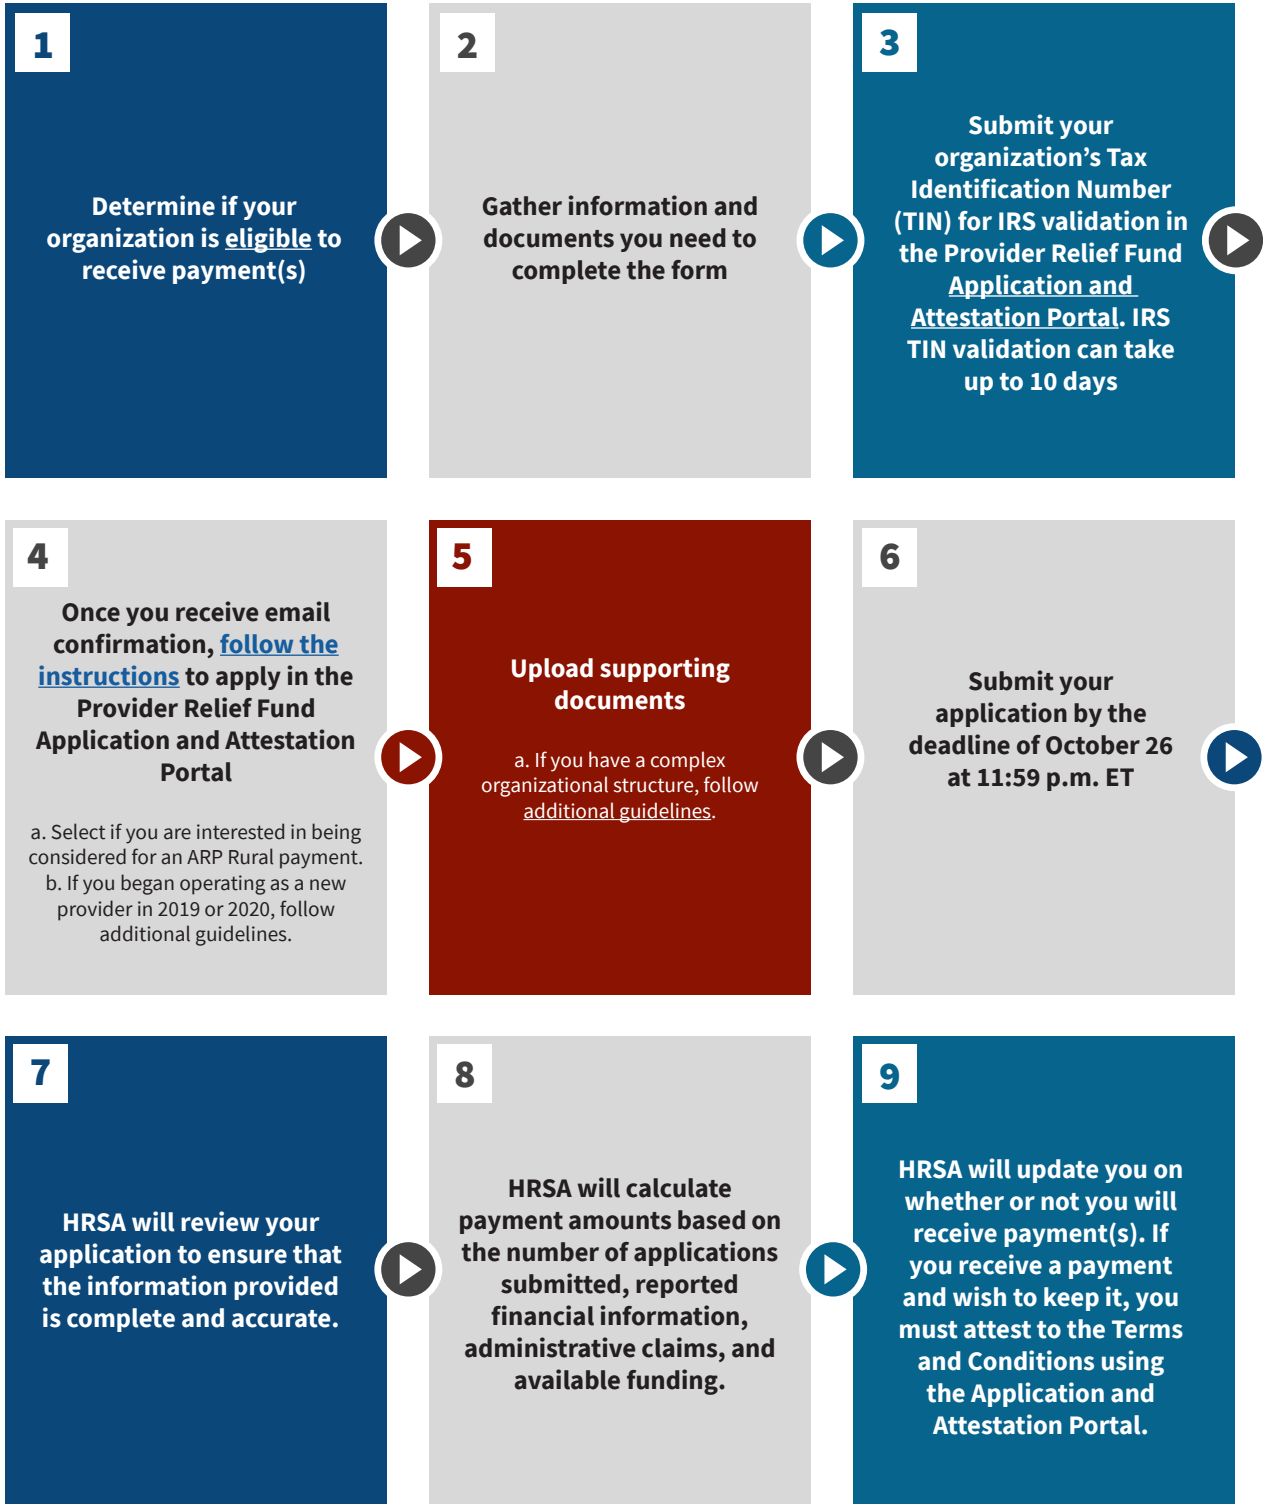 1
Determine if your
organization is eligible to
receive payment(s)
2
Gather information and
documents you need to
complete the form
3
Submit your
organization’s Tax
Identification Number
(TIN) for IRS validation in
the Provider Relief Fund
Application and
Attestation Portal. IRS
TIN validation can take
up to 10 days
4
Once you receive email
confirmation, follow the
instructions to apply in the
Provider Relief Fund
Application and Attestation
Portal
a. Select if you are interested in being
considered for an ARP Rural payment.
b. If you began operating as a new
provider in 2019 or 2020, follow
additional guidelines.
5
Upload supporting
documents
a. If you have a complex
organizational structure, follow
additional guidelines.
6
Submit your
application by the
deadline of October 26
at 11:59 p.m. ET
7
HRSA will review your
application to ensure that
the information provided
is complete and accurate.
8
HRSA will calculate
payment amounts based on
the number of applications
submitted, reported
financial information,
administrative claims, and
available funding.
9
HRSA will update you on
whether or not you will
receive payment(s). If
you receive a payment
and wish to keep it, you
must attest to the Terms
and Conditions using
the Application and
Attestation Portal.